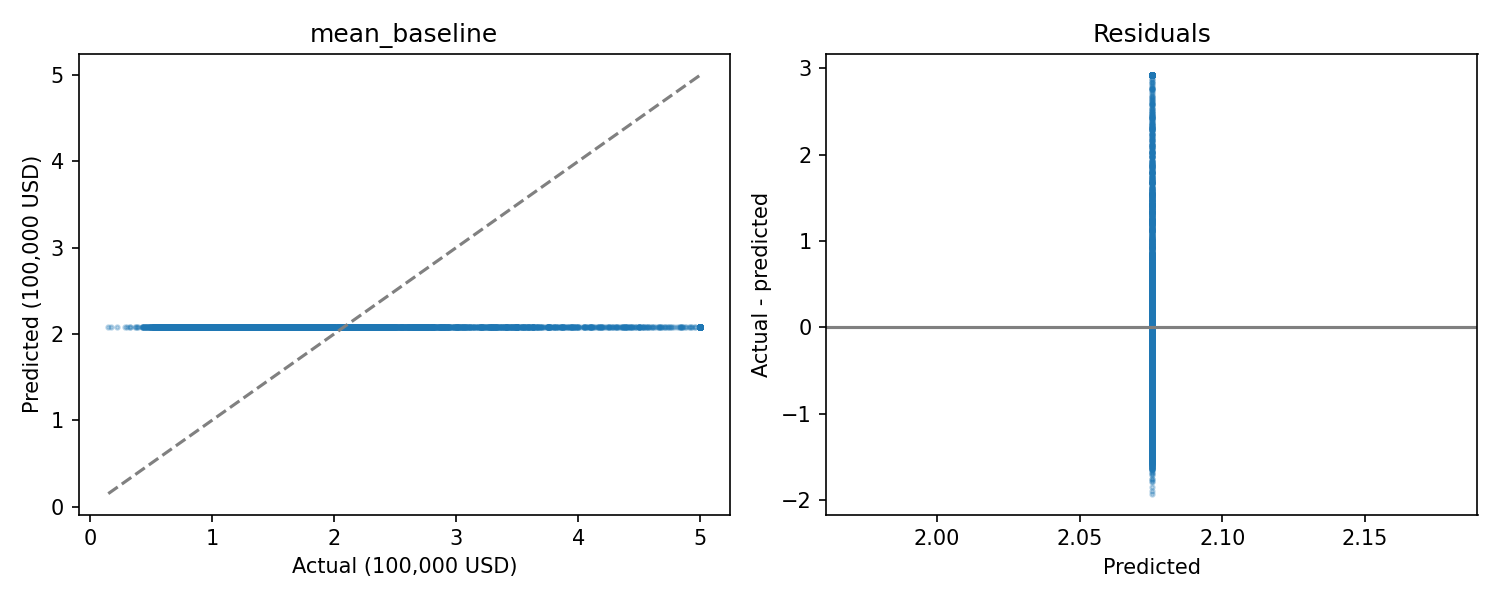 mean_baseline
Predicted (100,000 USD)
5
4
3
2
1
0
0 1 2 3 4 5
Actual (100,000 USD)
Residuals
Actual - predicted
3
2
1
0
−1
−2
2.00 2.05 2.10 2.15
Predicted